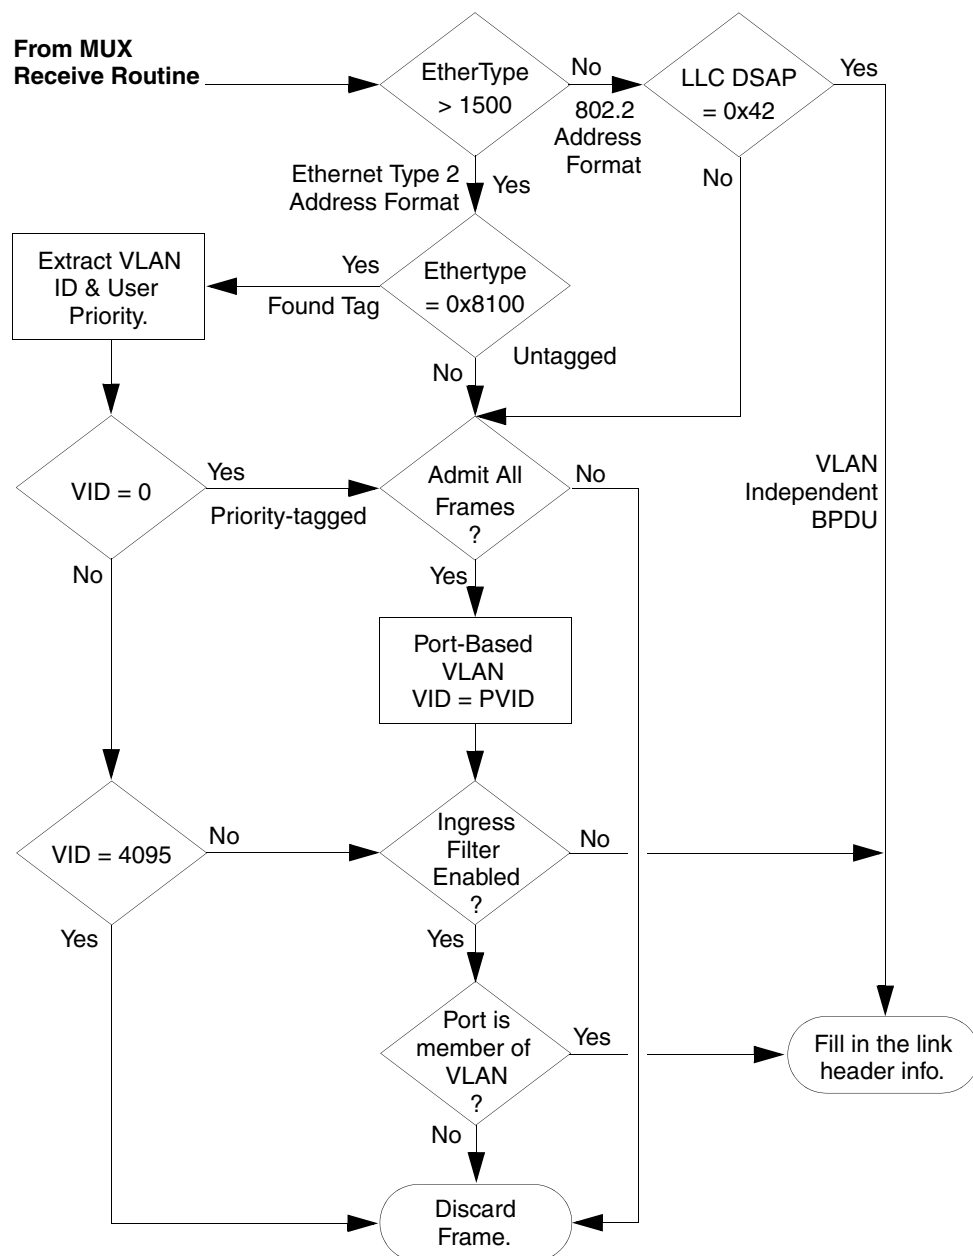 From MUX
Receive Routine
EtherType
> 1500
No
802.2
Address
Format
LLC DSAP
= 0x42
Yes
No
Ethernet Type 2
Address Format
Yes
Extract VLAN
ID & User
Priority.
Yes
Found Tag
Ethertype
= 0x8100
Untagged
No
VID = 0
Yes
Priority-tagged
No
Admit All
Frames
?
No
Yes
VLAN
Independent
BPDU
Port-Based
VLAN
VID = PVID
VID = 4095
No
Yes
Ingress
Filter
Enabled
?
No
Yes
Port is
member of
VLAN
?
Yes
No
Fill in the link
header info.
Discard
Frame.